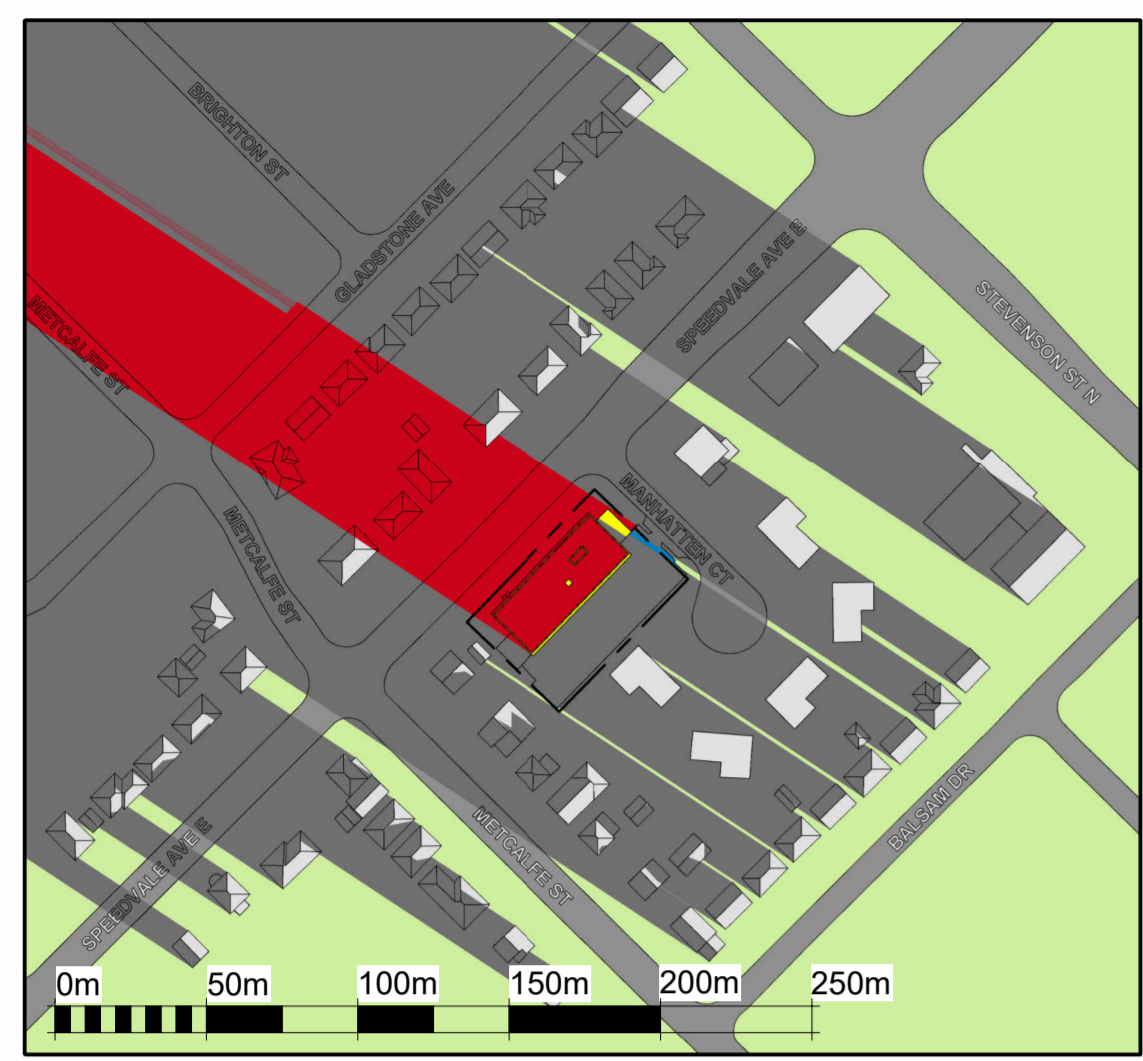 BRIGHTON ST
GLADSTONE AVE
METCALFE ST
SPEEDVALE AVE E
STEVENSON ST N
MANHATTEN CT
METCALFE ST
METCALFE ST
SPEEDVALE AVE E
BALSAM DR
0m 50m 100m 150m 200m 250m